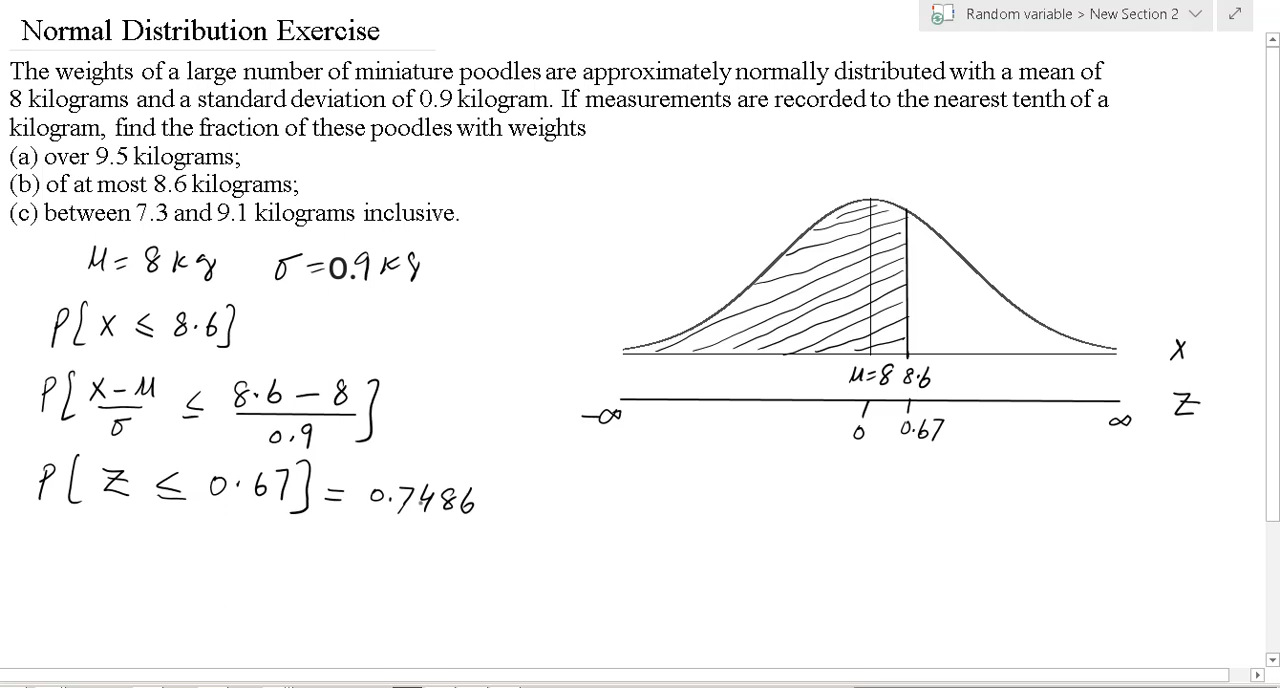 Random variable > New Section 2
Normal Distribution Exercise
The weights of a large number of miniature poodles are approximately normally distributed with a mean of
8 kilograms and a standard deviation of 0.9 kilogram. If measurements are recorded to the nearest tenth of a
kilogram, find the fraction of these poodles with weights
(a) over 9.5 kilograms;
(b) of at most 8.6 kilograms;
(c) between 7.3 and 9.1 kilograms inclusive.
μ = 8 kg σ = 0.9 kg
P[ X ≤ 8.6]
P[ X - μ / σ ≤ 8.6 - 8 / 0.9 ]
P[ Z ≤ 0.67] = 0.7486
X
μ=8 8.6
Z
-∞ 0 0.67 ∞